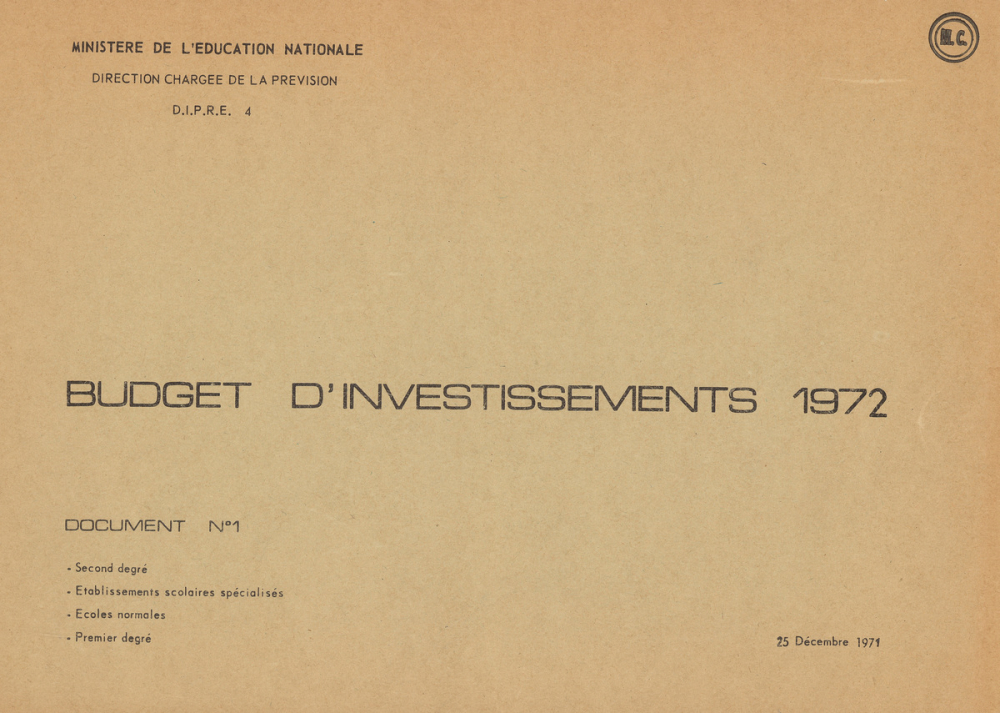 MINISTERE DE L'EDUCATION NATIONALE
DIRECTION CHARGEE DE LA PREVISION
D.I.P.R.E. 4
M.C.
BUDGET D'INVESTISSEMENTS 1972
DOCUMENT N°1
- Second degré
- Etablissements scolaires spécialisés
- Ecoles normales
- Premier degré
25 Décembre 1971